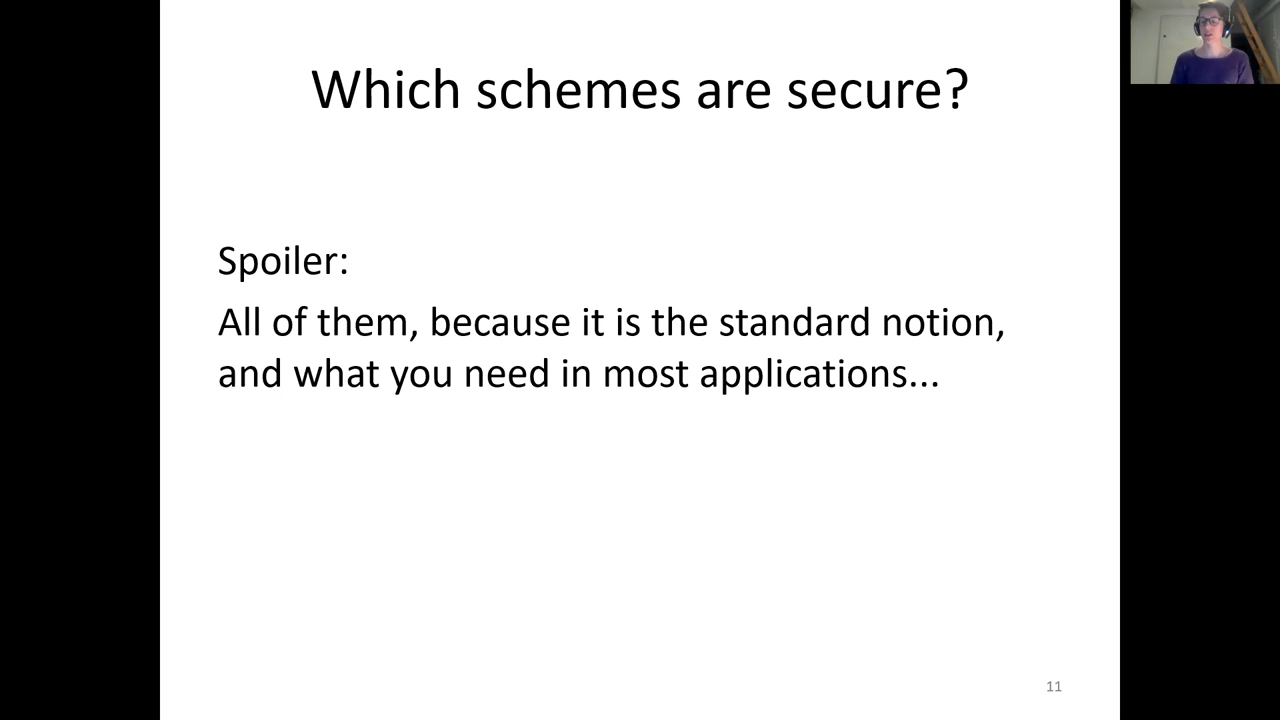 Which schemes are secure?
Spoiler:
All of them, because it is the standard notion,
and what you need in most applications...
11